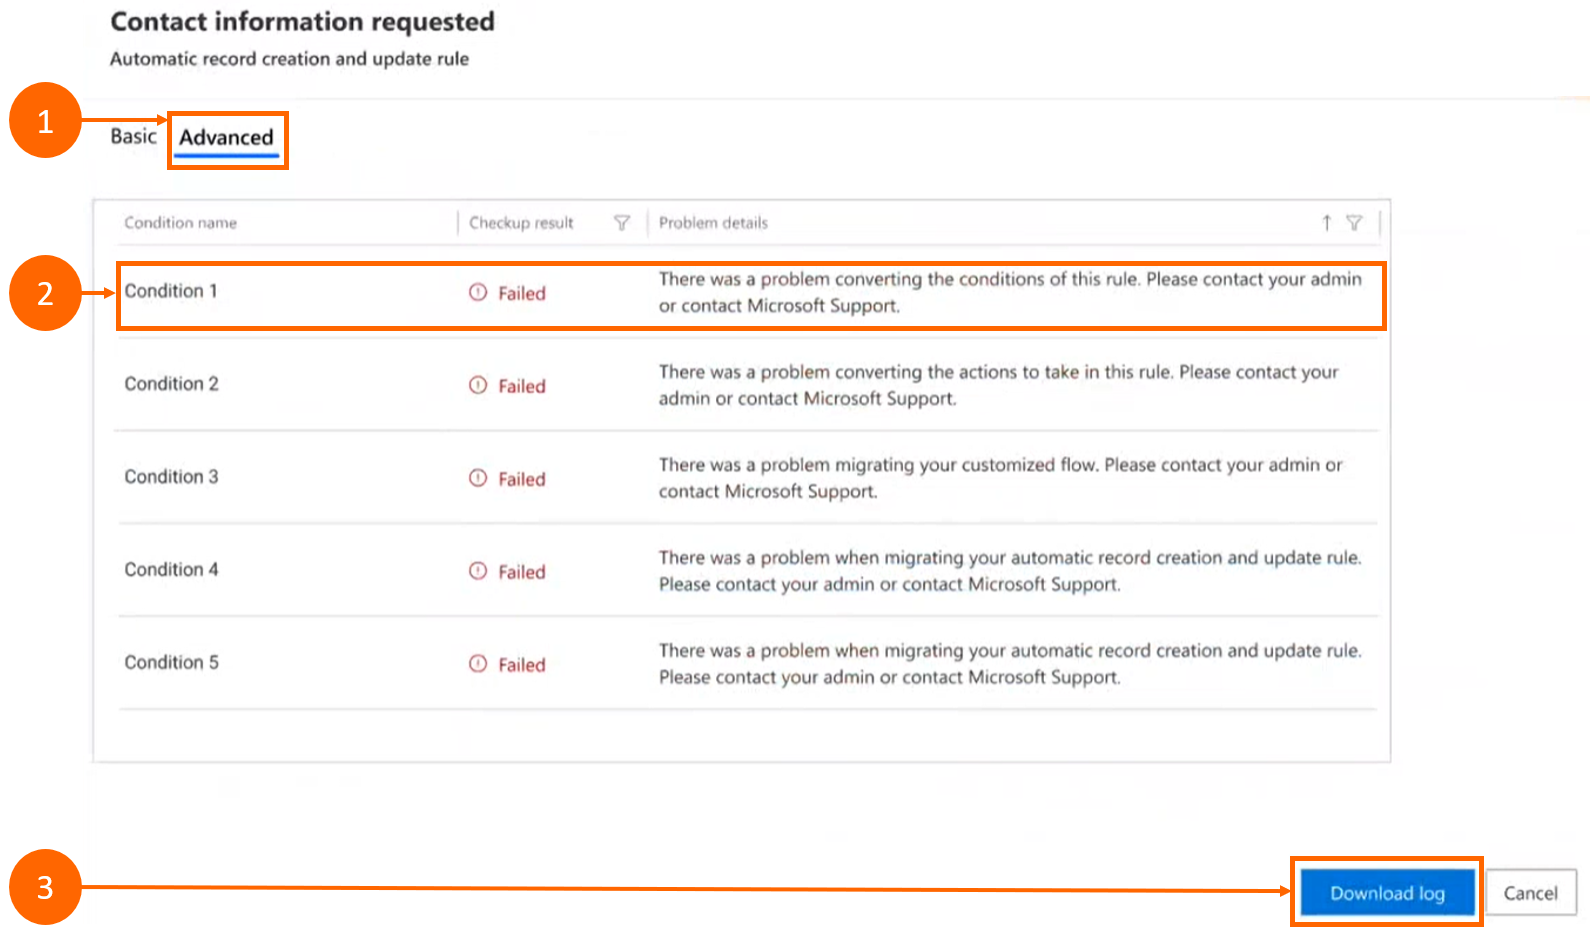 Contact information requested
Automatic record creation and update rule
1
Basic Advanced
Condition name Checkup result Problem details
2
Condition 1 Failed There was a problem converting the conditions of this rule. Please contact your admin
or contact Microsoft Support.
Condition 2 Failed There was a problem converting the actions to take in this rule. Please contact your
admin or contact Microsoft Support.
Condition 3 Failed There was a problem migrating your customized flow. Please contact your admin or
contact Microsoft Support.
Condition 4 Failed There was a problem when migrating your automatic record creation and update rule.
Please contact your admin or contact Microsoft Support.
Condition 5 Failed There was a problem when migrating your automatic record creation and update rule.
Please contact your admin or contact Microsoft Support.
3
Download log Cancel